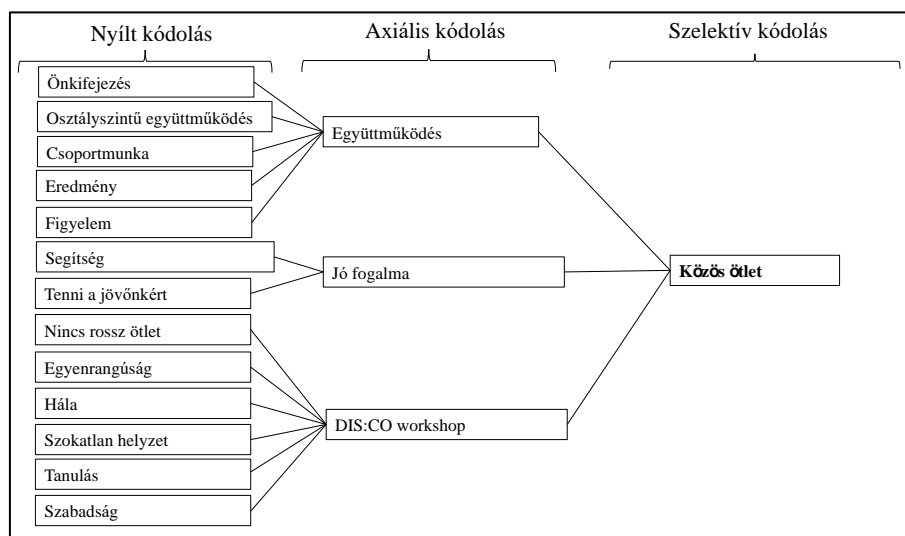 Nyílt kódolás
Axiális kódolás
Szelektív kódolás
Önkifejezés
Osztályszintű együttműködés
Csoportmunka
Eredmény
Figyelem
Segítség
Tenni a jövőnkért
Nincs rossz ötlet
Egyenrangúság
Hála
Szokatlan helyzet
Tanulás
Szabadság
Együttműködés
Jó fogalma
DIS:CO workshop
Közös ötlet